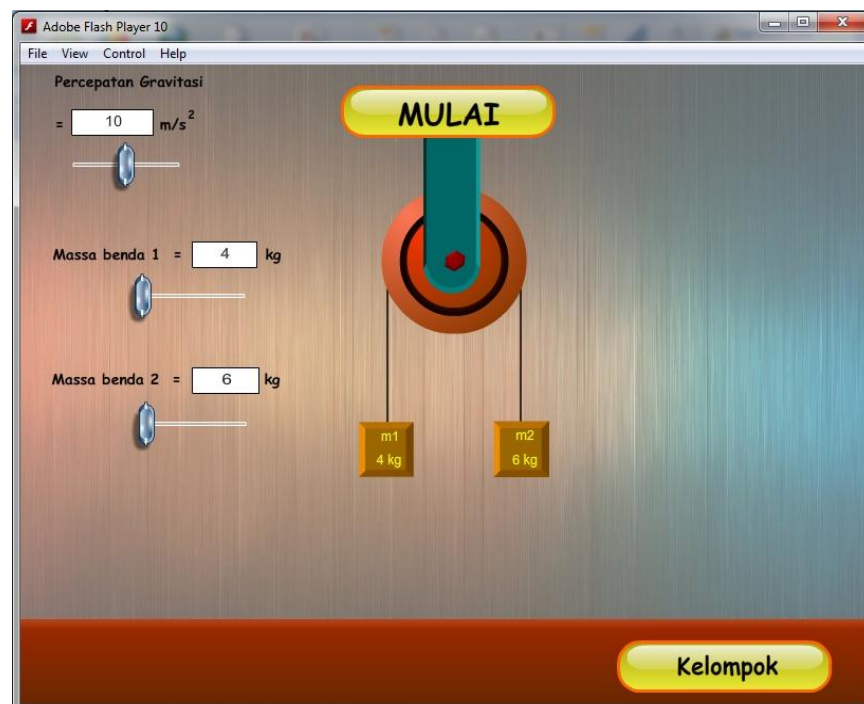 Adobe Flash Player 10
File View Control Help
Percepatan Gravitasi
= 10 m/s²
MULAI
Massa benda 1 = 4 kg
Massa benda 2 = 6 kg
m1
4 kg
m2
6 kg
Kelompok